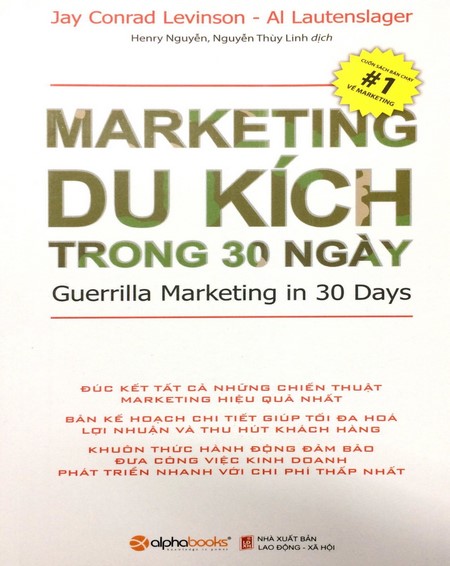 Jay Conrad Levinson - Al Lautenslager
Henry Nguyễn, Nguyễn Thùy Linh dịch
CUỐN SÁCH BÁN CHẠY
#1
VỀ MARKETING
MARKETING
DU KÍCH
TRONG 30 NGÀY
Guerrilla Marketing in 30 Days
ĐÚC KẾT TẤT CẢ NHỮNG CHIẾN THUẬT
MARKETING HIỆU QUẢ NHẤT
BẢN KẾ HOẠCH CHI TIẾT GIÚP TỐI ĐA HOÁ
LỢI NHUẬN VÀ THU HÚT KHÁCH HÀNG
KHUÔN THỨC HÀNH ĐỘNG ĐẢM BẢO
ĐƯA CÔNG VIỆC KINH DOANH
PHÁT TRIỂN NHANH VỚI CHI PHÍ THẤP NHẤT
alphabooks
knowledge is power
NHÀ XUẤT BẢN
LAO ĐỘNG - XÃ HỘI